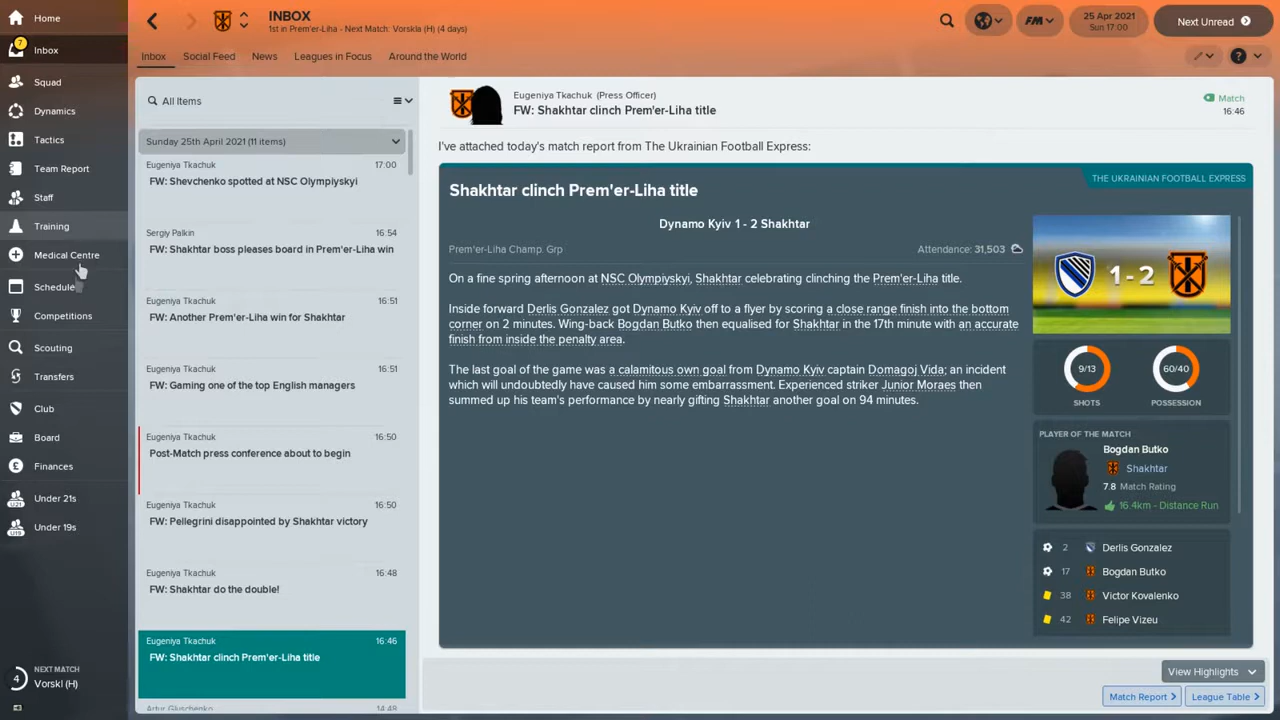 Home
7
Inbox
Squad
Dynamics
Tactics
Team Report
Staff
Training
Medical Centre
Schedule
Competitions
Scouting
Transfers
Club
Board
£ Finances
U21 Under 21s
U19 Under 19s
4
NEXT MATCH
Vorskl (H)
INBOX
1st in Prem'er-Liha - Next Match: Vorskla (H) (4 days)
FM
25 Apr 2021
Sun 17:00
Next Unread
Inbox Social Feed News Leagues in Focus Around the World
?
All Items
Sunday 25th April 2021 (11 items)
Eugeniya Tkachuk 17:00
FW: Shevchenko spotted at NSC Olympiyskyi
Sergiy Palkin 16:54
FW: Shakhtar boss pleases board in Prem'er-Liha win
Eugeniya Tkachuk 16:51
FW: Another Prem'er-Liha win for Shakhtar
Eugeniya Tkachuk 16:51
FW: Gaming one of the top English managers
Eugeniya Tkachuk 16:50
Post-Match press conference about to begin
Eugeniya Tkachuk 16:50
FW: Pellegrini disappointed by Shakhtar victory
Eugeniya Tkachuk 16:48
FW: Shakhtar do the double!
Eugeniya Tkachuk 16:46
FW: Shakhtar clinch Prem'er-Liha title
Artur Glushchenko 14:48
Eugeniya Tkachuk (Press Officer)
FW: Shakhtar clinch Prem'er-Liha title
Match
16:46
I've attached today's match report from The Ukrainian Football Express:
THE UKRAINIAN FOOTBALL EXPRESS
Shakhtar clinch Prem'er-Liha title
Dynamo Kyiv 1 - 2 Shakhtar
Prem'er-Liha Champ. Grp Attendance: 31,503
On a fine spring afternoon at NSC Olympiyskyi, Shakhtar celebrating clinching the Prem'er-Liha title.
Inside forward Derlis Gonzalez got Dynamo Kyiv off to a flyer by scoring a close range finish into the bottom
corner on 2 minutes. Wing-back Bogdan Butko then equalised for Shakhtar in the 17th minute with an accurate
finish from inside the penalty area.
The last goal of the game was a calamitous own goal from Dynamo Kyiv captain Domagoj Vida; an incident
which will undoubtedly have caused him some embarrassment. Experienced striker Junior Moraes then
summed up his team's performance by nearly gifting Shakhtar another goal on 94 minutes.
1 - 2
9/13 60/40
SHOTS POSSESSION
PLAYER OF THE MATCH
Bogdan Butko
Shakhtar
7.8 Match Rating
16.4km - Distance Run
2 Derlis Gonzalez
17 Bogdan Butko
38 Victor Kovalenko
42 Felipe Vizeu
View Highlights
Match Report League Table